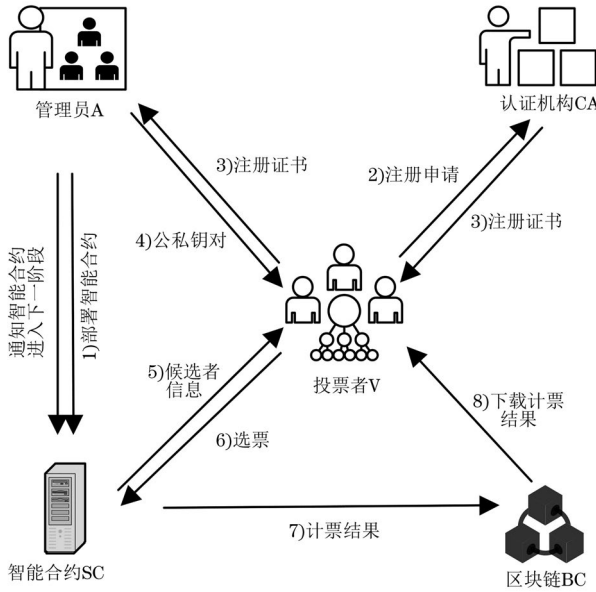 管理员A
认证机构CA
3)注册证书
2)注册申请
4)公私钥对
3)注册证书
通知智能合约
进入下一阶段
1)部署智能合约
投票者V
5)候选者
信息
6)选票
8)下载计票
结果
7)计票结果
智能合约SC
区块链BC